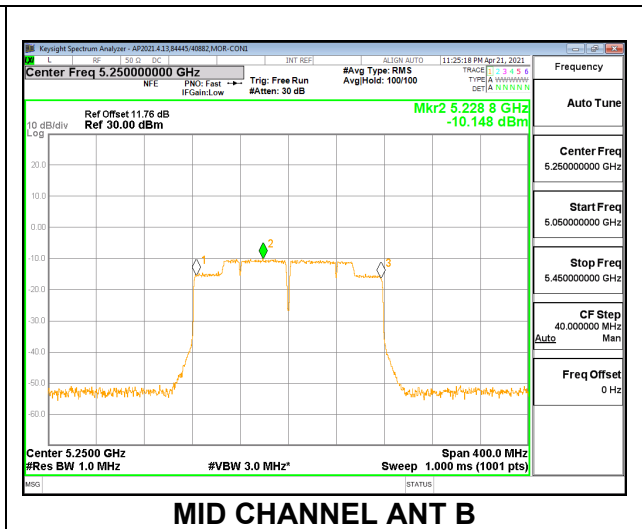 Keysight Spectrum Analyzer - AP2021.4.13,84445/40882,MOR-CON1
L RF 50 Ω DC INT REF ALIGN AUTO 11:25:18 PM Apr 21, 2021
Center Freq 5.250000000 GHz
NFE PNO: Fast IFGain:Low
Trig: Free Run
#Atten: 30 dB
#Avg Type: RMS
Avg|Hold: 100/100
TRACE 1 2 3 4 5 6
TYPE A WWWWW
DET A N N N N N
Frequency
Auto Tune
Center Freq
5.250000000 GHz
Start Freq
5.050000000 GHz
Stop Freq
5.450000000 GHz
CF Step
40.000000 MHz
Auto Man
Freq Offset
0 Hz
Mkr2 5.228 8 GHz
-10.148 dBm
Ref Offset 11.76 dB
10 dB/div Ref 30.00 dBm
Log
20.0
10.0
0.00
-10.0
-20.0
-30.0
-40.0
-50.0
-60.0
1
2
3
Center 5.2500 GHz Span 400.0 MHz
#Res BW 1.0 MHz #VBW 3.0 MHz* Sweep 1.000 ms (1001 pts)
MSG STATUS
MID CHANNEL ANT B